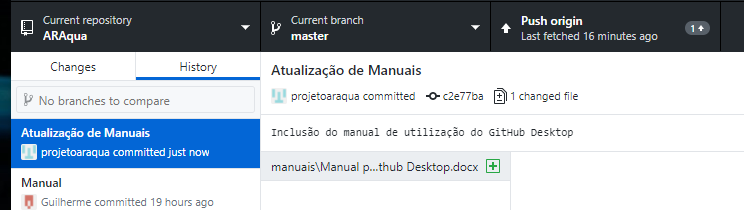 Current repository
ARAqua
Current branch
master
Push origin
Last fetched 16 minutes ago
1
Changes
History
No branches to compare
Atualização de Manuais
projetoaraqua committed just now
Manual
Guilherme committed 19 hours ago
Atualização de Manuais
projetoaraqua committed c2e77ba 1 changed file
Inclusão do manual de utilização do GitHub Desktop
manuais\Manual p...thub Desktop.docx